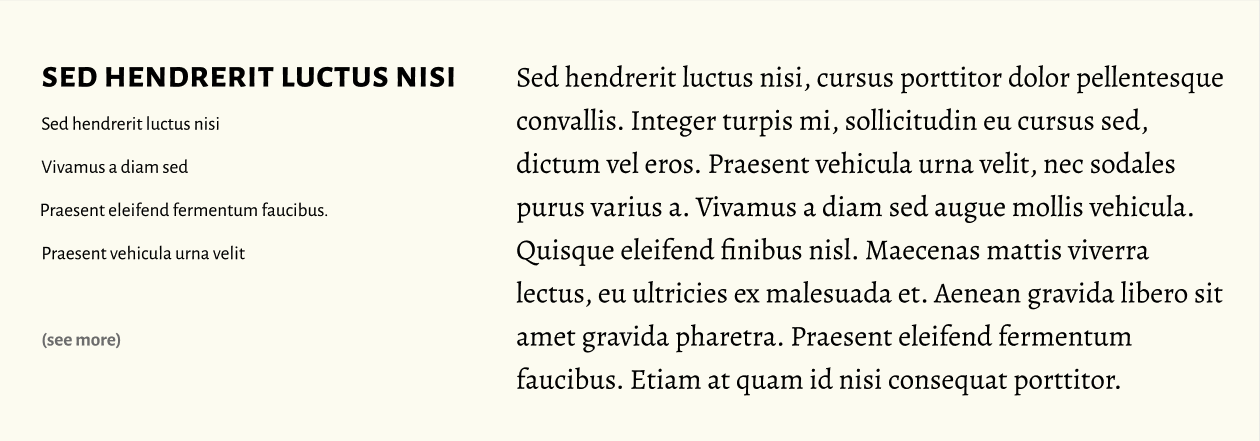 SED HENDRERIT LUCTUS NISI
Sed hendrerit luctus nisi
Vivamus a diam sed
Praesent eleifend fermentum faucibus.
Praesent vehicula urna velit
(see more)
Sed hendrerit luctus nisi, cursus porttitor dolor pellentesque
convallis. Integer turpis mi, sollicitudin eu cursus sed,
dictum vel eros. Praesent vehicula urna velit, nec sodales
purus varius a. Vivamus a diam sed augue mollis vehicula.
Quisque eleifend finibus nisl. Maecenas mattis viverra
lectus, eu ultricies ex malesuada et. Aenean gravida libero sit
amet gravida pharetra. Praesent eleifend fermentum
faucibus. Etiam at quam id nisi consequat porttitor.